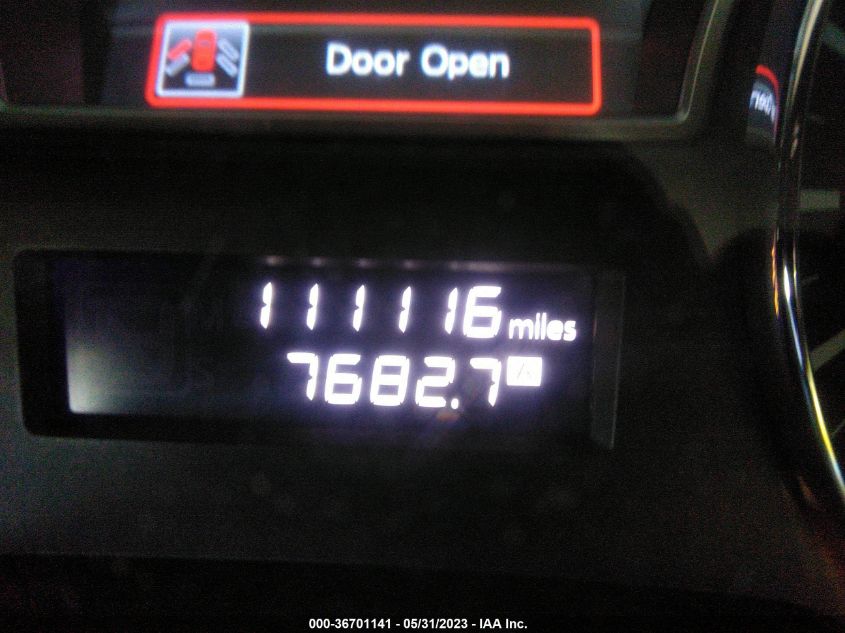 Door Open
111116 miles
7682.7 A
000-36701141 - 05/31/2023 - IAA Inc.